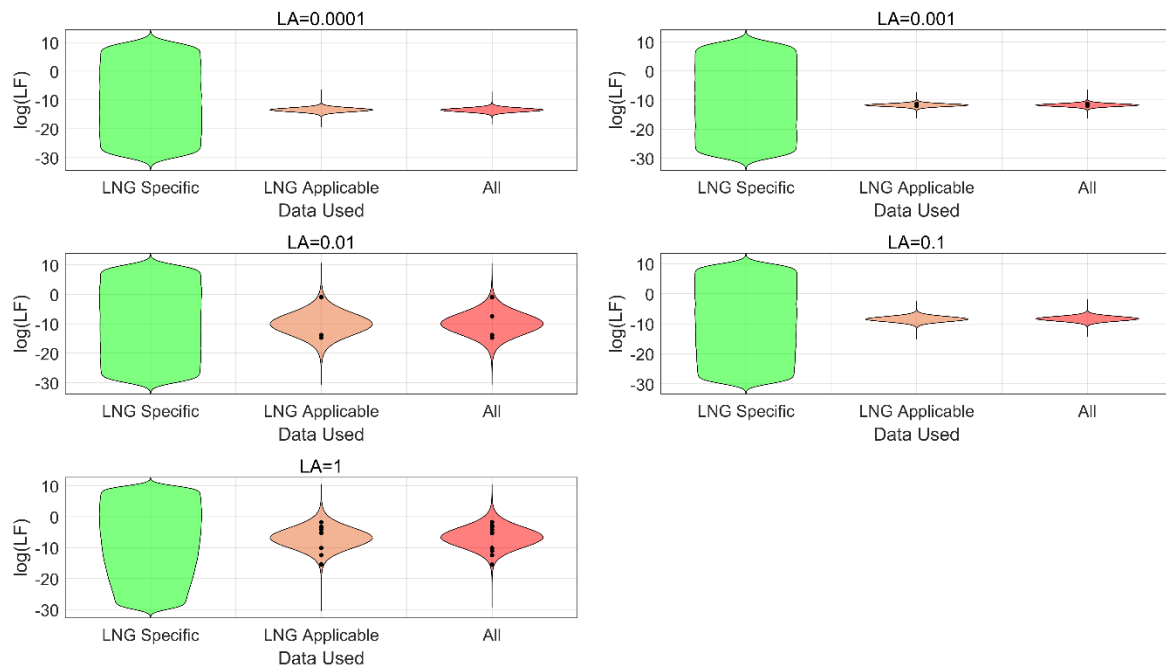 LA=0.0001
10
0
-10
-20
-30
log(LF)
LNG Specific LNG Applicable All
Data Used
LA=0.001
10
0
-10
-20
-30
log(LF)
LNG Specific LNG Applicable All
Data Used
LA=0.01
10
0
-10
-20
-30
log(LF)
LNG Specific LNG Applicable All
Data Used
LA=0.1
10
0
-10
-20
-30
log(LF)
LNG Specific LNG Applicable All
Data Used
LA=1
10
0
-10
-20
-30
log(LF)
LNG Specific LNG Applicable All
Data Used